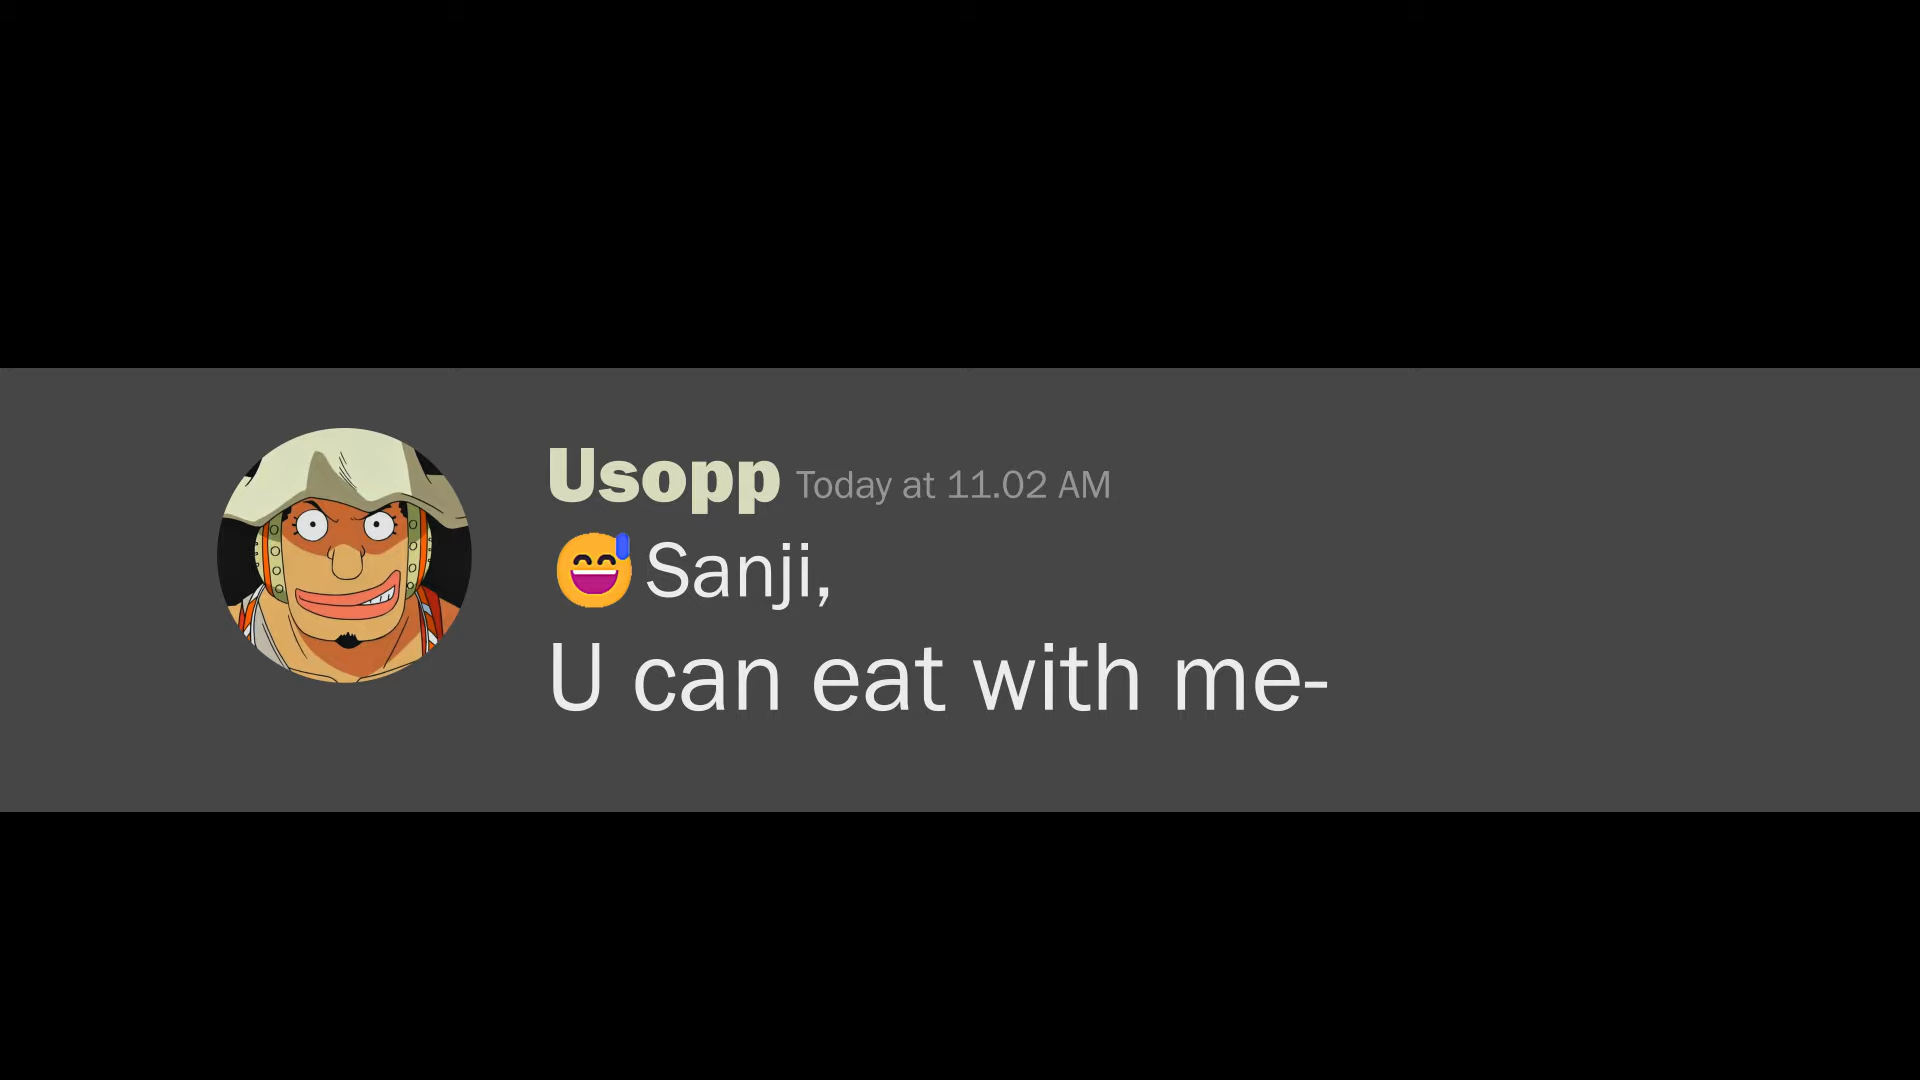 Usopp Today at 11.02 AM
😅Sanji,
U can eat with me-